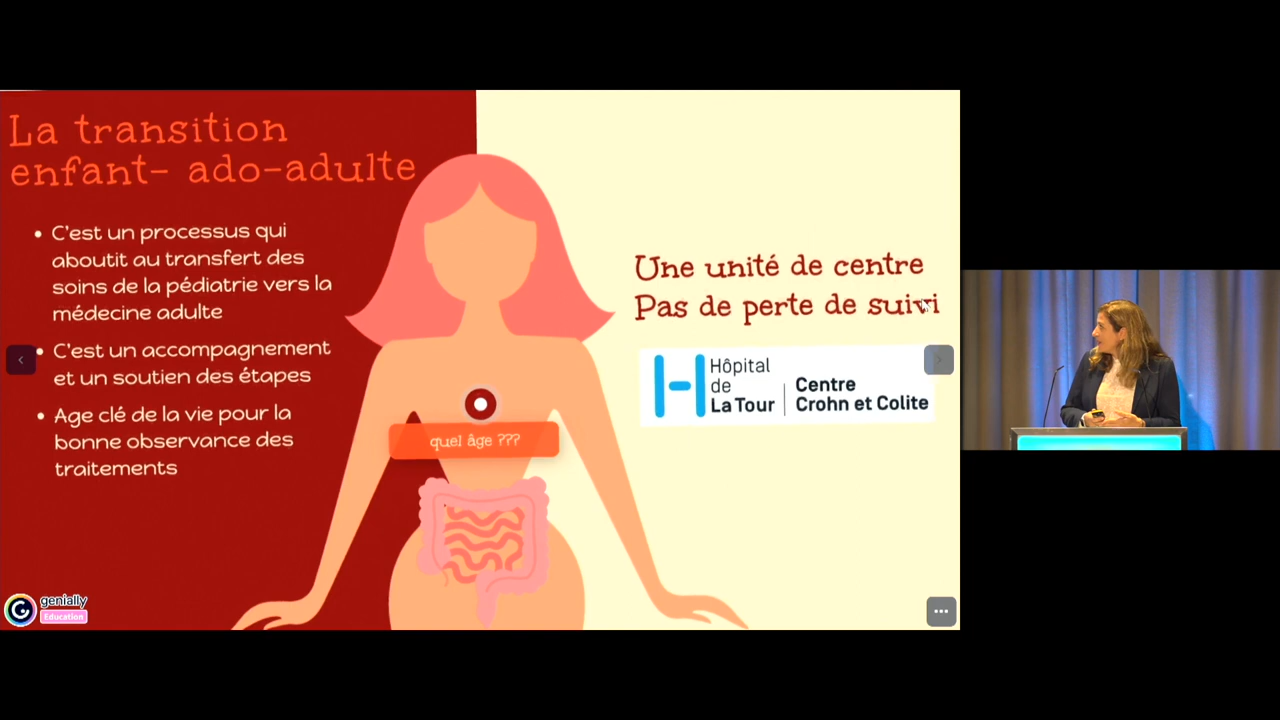 La transition
enfant- ado-adulte
• C'est un processus qui
aboutit au transfert des
soins de la pédiatrie vers la
médecine adulte
• C'est un accompagnement
et un soutien des étapes
• Age clé de la vie pour la
bonne observance des
traitements
quel âge ???
Une unité de centre
Pas de perte de suivi
Hôpital
de
La Tour
Centre
Crohn et Colite
genially
Education